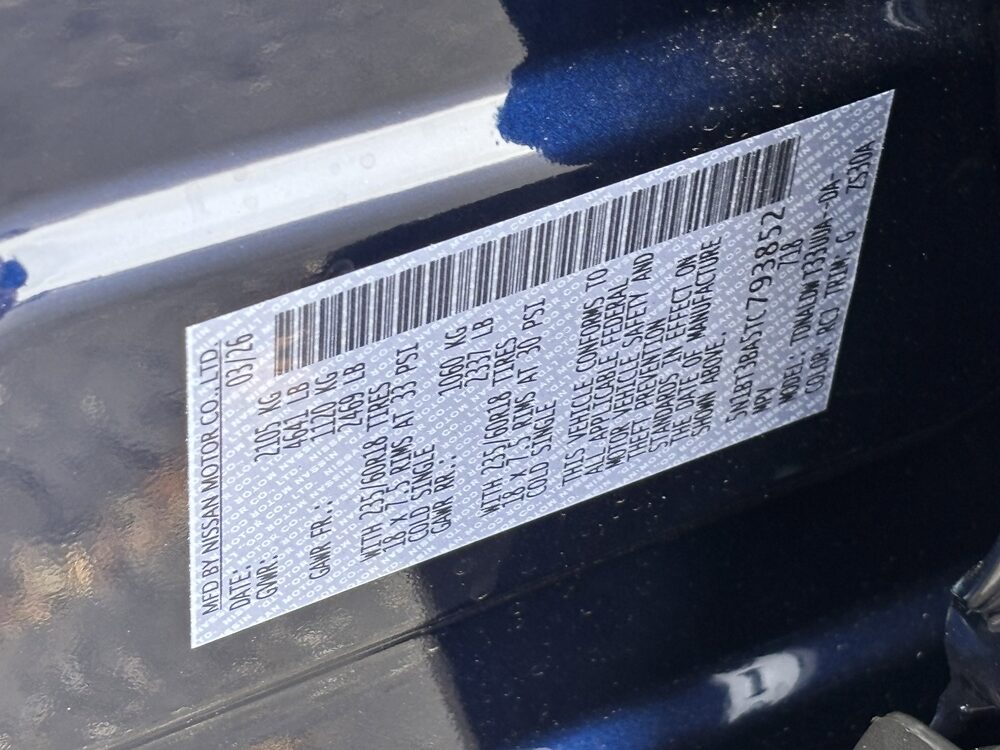 MFD BY NISSAN MOTOR CO., LTD.
DATE: 03/26
GVWR: 2105 KG
4641 LB
GAWR FR.: 1120 KG
2469 LB
WITH 235/60R18 TIRES
18 X 7.5 RIMS AT 33 PSI
COLD SINGLE
GAWR RR.: 1060 KG
2337 LB
WITH 235/60R18 TIRES
18 X 7.5 RIMS AT 30 PSI
COLD SINGLE
THIS VEHICLE CONFORMS TO
ALL APPLICABLE FEDERAL
MOTOR VEHICLE SAFETY AND
THEFT PREVENTION
STANDARDS IN EFFECT ON
THE DATE OF MANUFACTURE
SHOWN ABOVE.
5N1BT3BA5TC793852
MPV 718
MODEL: TDNALDWT33UUA--DA-
COLOR RCJ TRIM G ZS30A